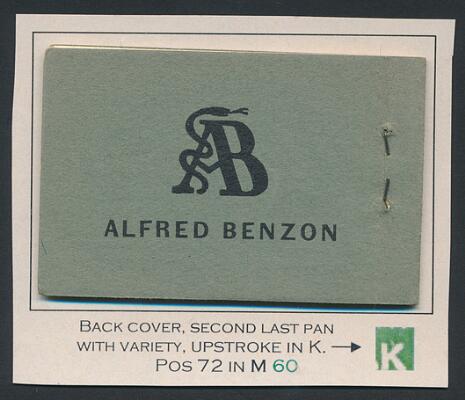 AB
ALFRED BENZON
BACK COVER, SECOND LAST PAN
WITH VARIETY, UPSTROKE IN K. → K
POS 72 IN M 60